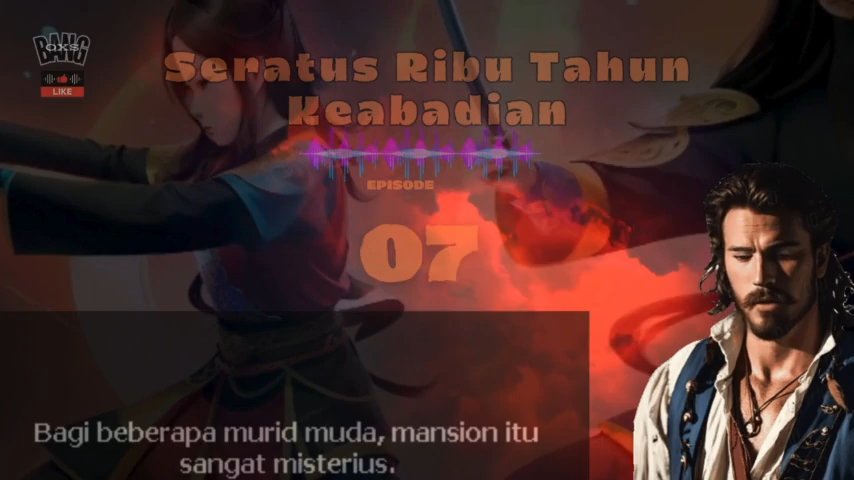 OXS
BANG
LIKE
Seratus Ribu Tahun
Keabadian
EPISODE
07
Bagi beberapa murid muda, mansion itu
sangat misterius.